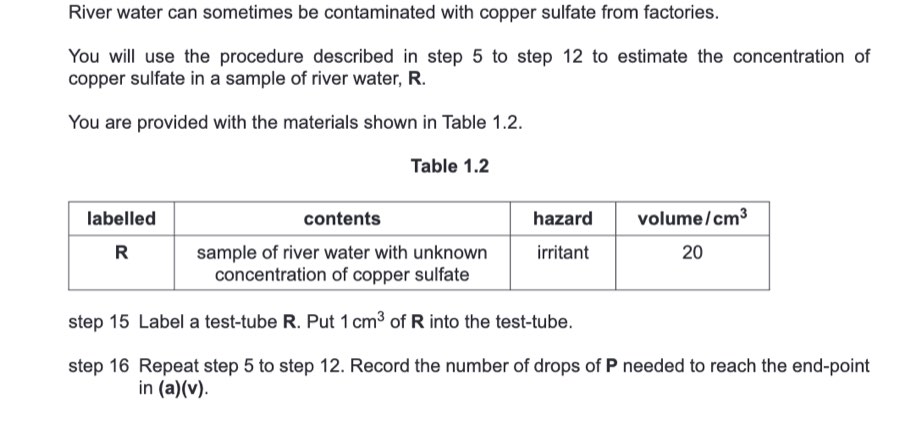 River water can sometimes be contaminated with copper sulfate from factories.
You will use the procedure described in step 5 to step 12 to estimate the concentration of
copper sulfate in a sample of river water, R.
You are provided with the materials shown in Table 1.2.
Table 1.2
labelled contents hazard volume/cm³
R sample of river water with unknown irritant 20
concentration of copper sulfate
step 15 Label a test-tube R. Put 1 cm³ of R into the test-tube.
step 16 Repeat step 5 to step 12. Record the number of drops of P needed to reach the end-point
in (a)(v).